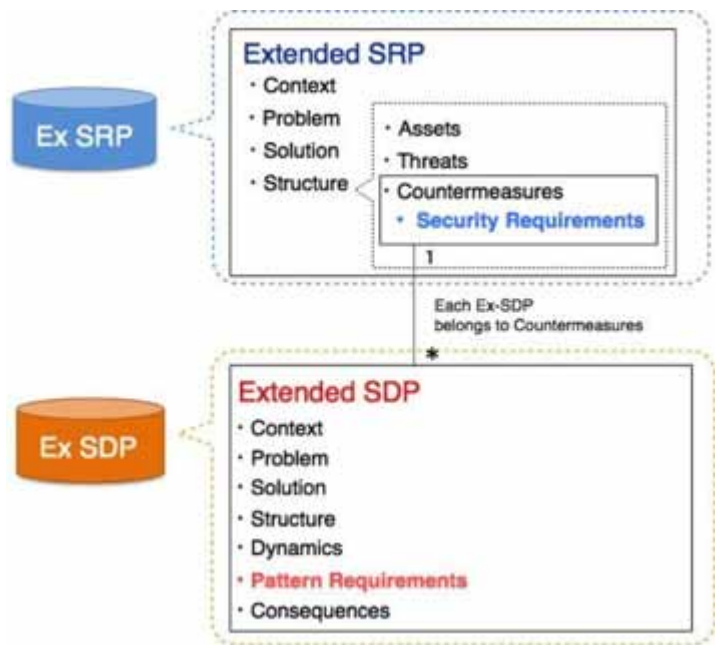 Extended SRP
・Context
・Problem
・Solution
・Structure
・Assets
・Threats
・Countermeasures
・Security Requirements
Ex SRP
1
Each Ex-SDP
belongs to Countermeasures
*
Extended SDP
・Context
・Problem
・Solution
・Structure
・Dynamics
・Pattern Requirements
・Consequences
Ex SDP